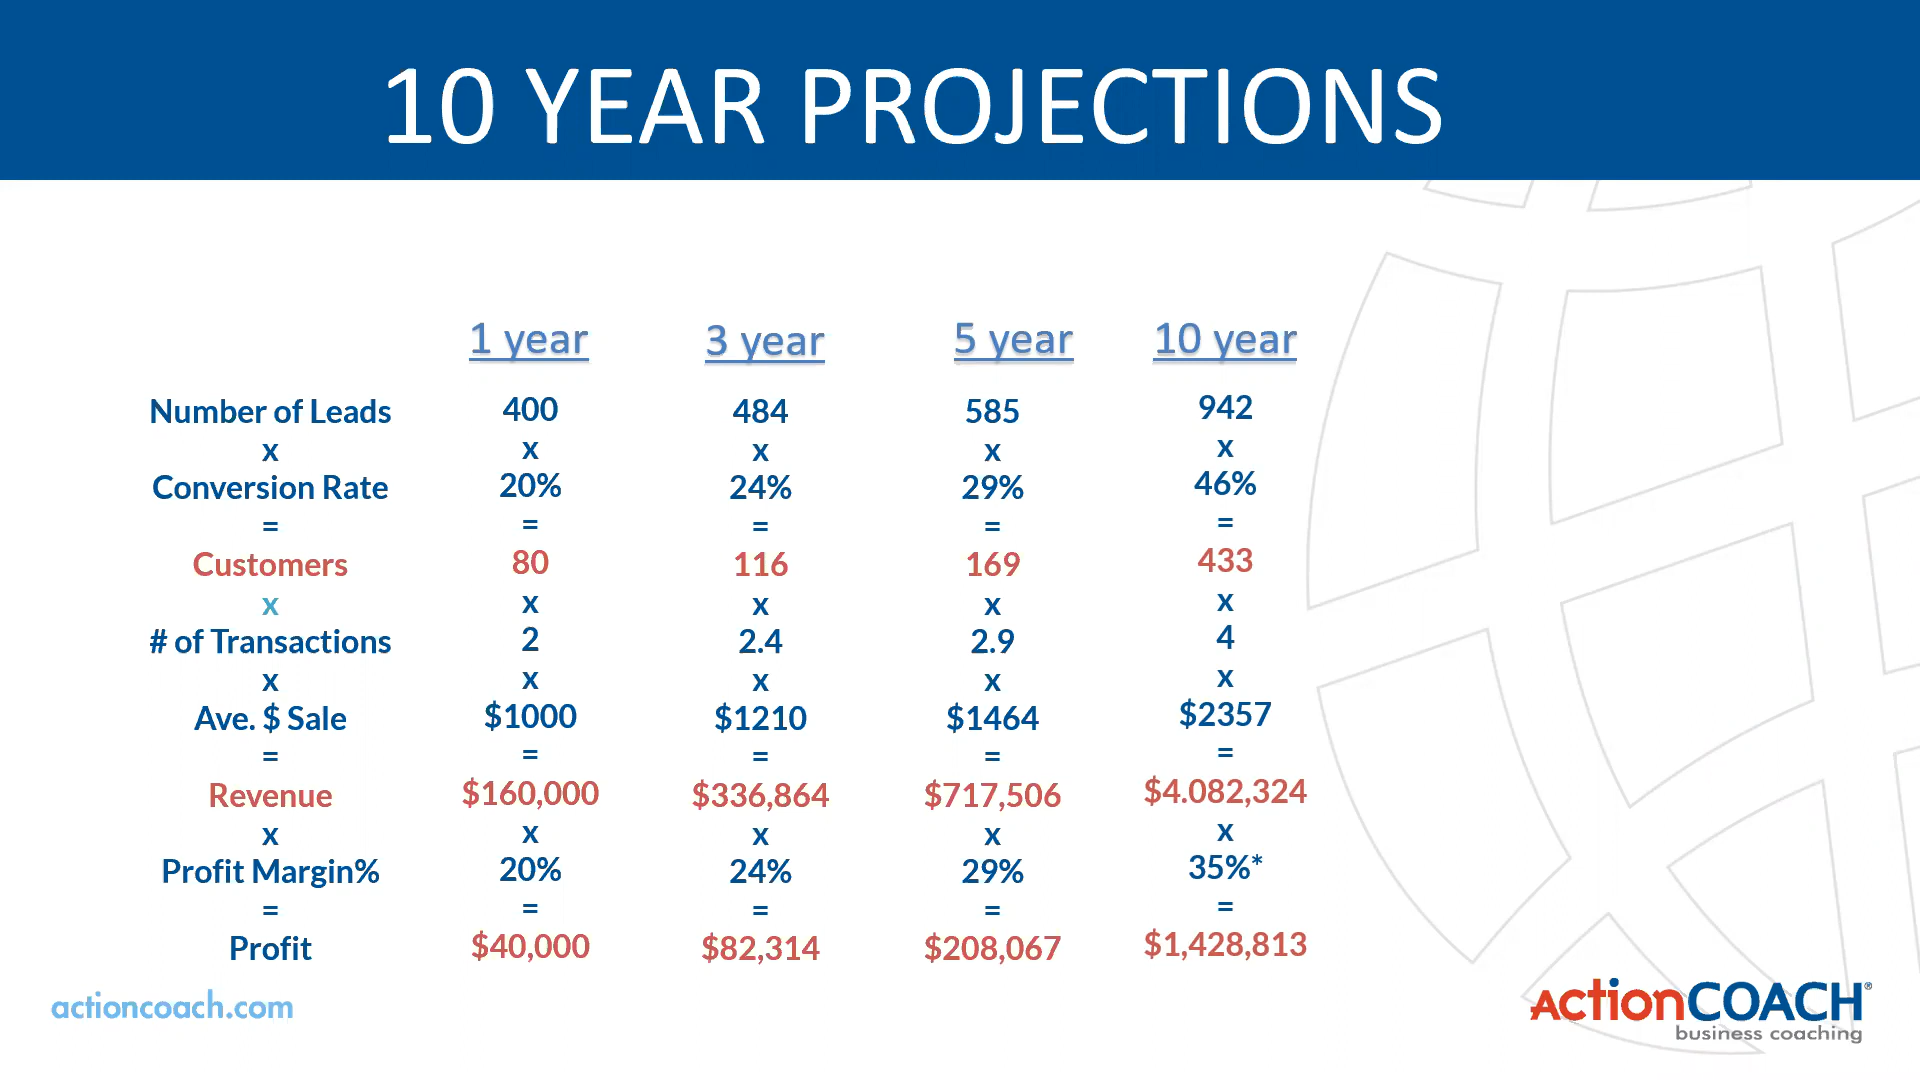 10 YEAR PROJECTIONS
1 year 3 year 5 year 10 year
Number of Leads 400 484 585 942
x x x x x
Conversion Rate 20% 24% 29% 46%
= = = = =
Customers 80 116 169 433
x x x x x
# of Transactions 2 2.4 2.9 4
x x x x x
Ave. $ Sale $1000 $1210 $1464 $2357
= = = = =
Revenue $160,000 $336,864 $717,506 $4.082,324
x x x x x
Profit Margin% 20% 24% 29% 35%*
= = = = =
Profit $40,000 $82,314 $208,067 $1,428,813
actioncoach.com
ActionCOACH®
business coaching